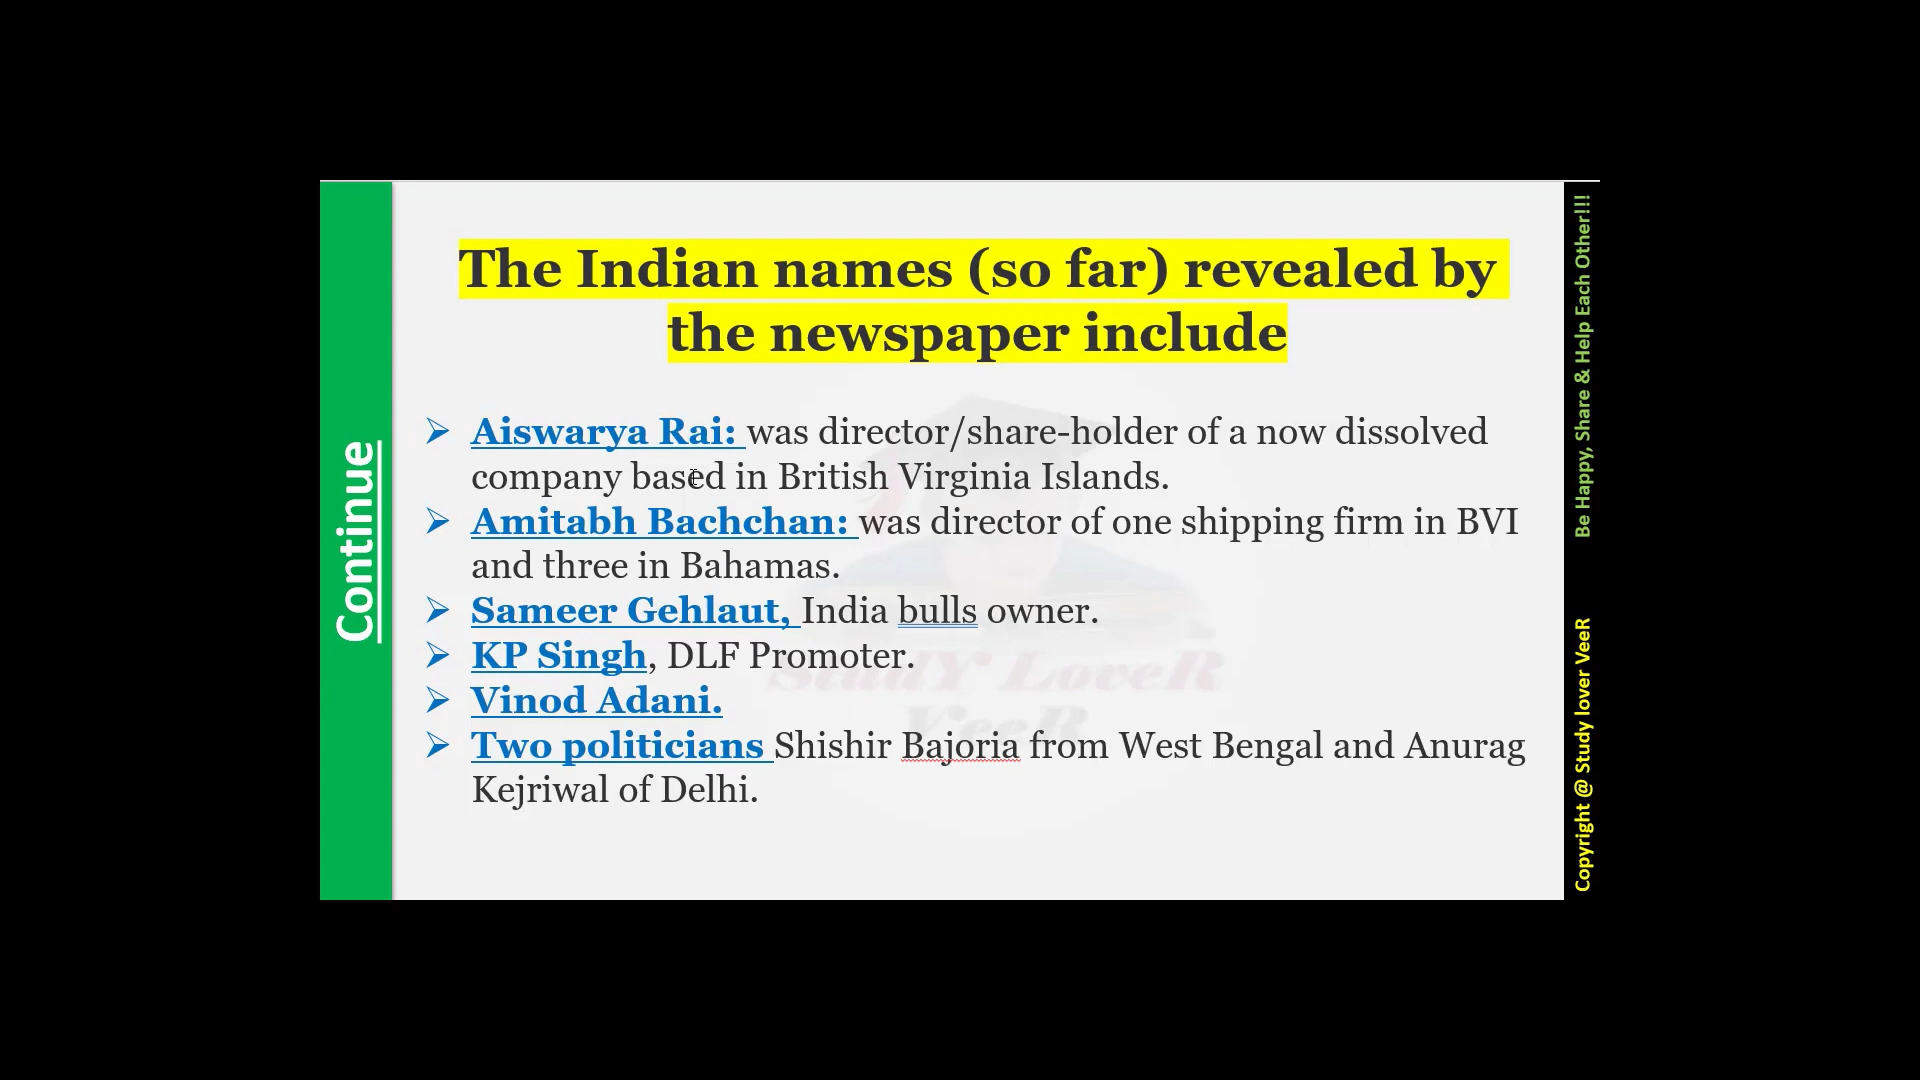 Continue
The Indian names (so far) revealed by
the newspaper include
➢ Aiswarya Rai: was director/share-holder of a now dissolved
company based in British Virginia Islands.
➢ Amitabh Bachchan: was director of one shipping firm in BVI
and three in Bahamas.
➢ Sameer Gehlaut, India bulls owner.
➢ KP Singh, DLF Promoter.
➢ Vinod Adani.
➢ Two politicians Shishir Bajoria from West Bengal and Anurag
Kejriwal of Delhi.
StudY LoveR
VeeR
Copyright @ Study lover VeeR
Be Happy, Share & Help Each Other!!!